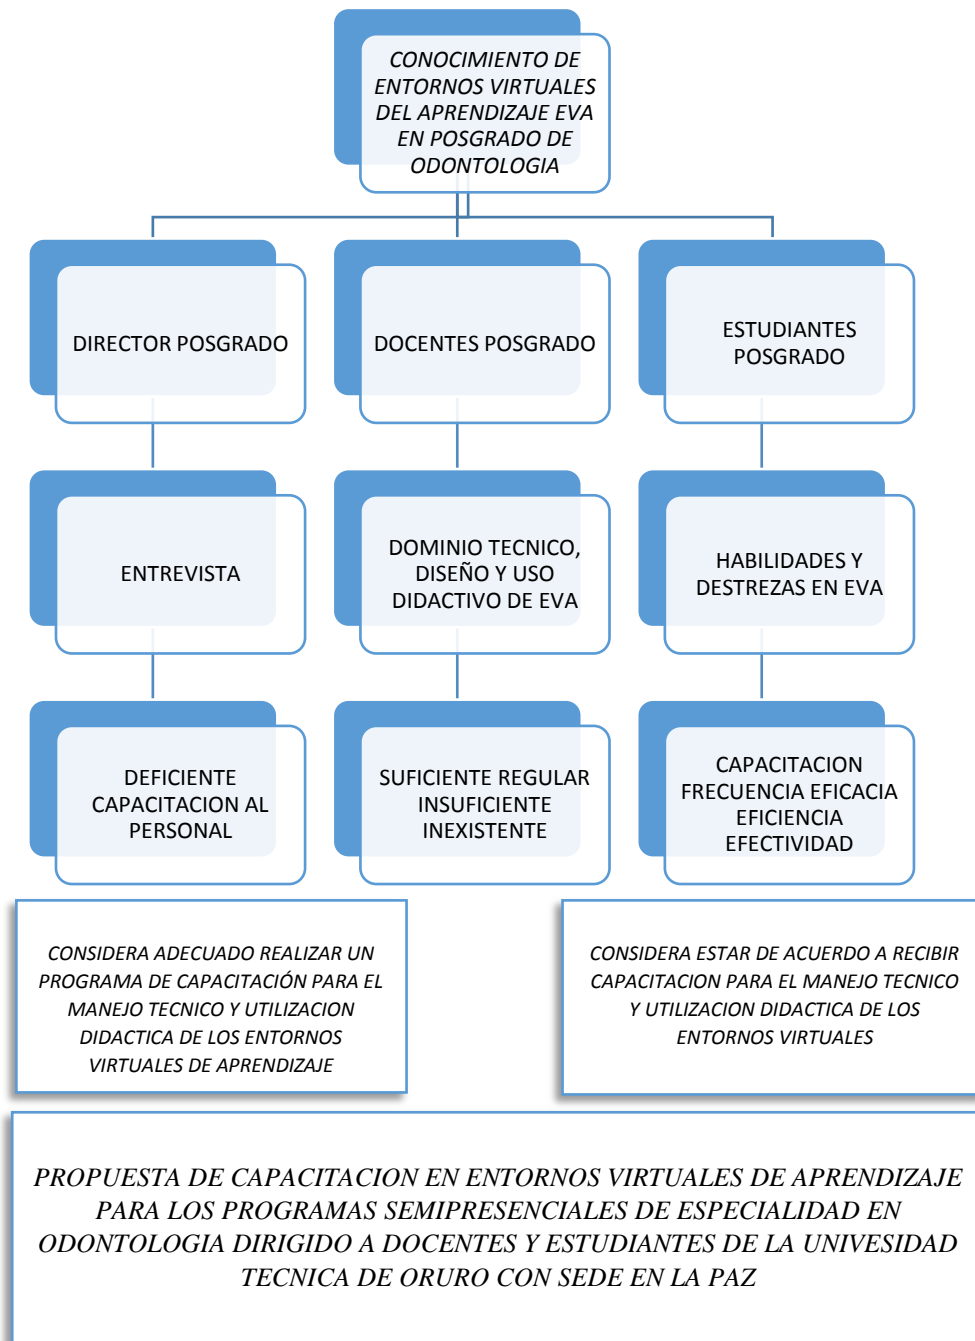 CONOCIMIENTO DE
ENTORNOS VIRTUALES
DEL APRENDIZAJE EVA
EN POSGRADO DE
ODONTOLOGIA
DIRECTOR POSGRADO
DOCENTES POSGRADO
ESTUDIANTES
POSGRADO
ENTREVISTA
DOMINIO TECNICO,
DISEÑO Y USO
DIDACTIVO DE EVA
HABILIDADES Y
DESTREZAS EN EVA
DEFICIENTE
CAPACITACION AL
PERSONAL
SUFICIENTE REGULAR
INSUFICIENTE
INEXISTENTE
CAPACITACION
FRECUENCIA EFICACIA
EFICIENCIA
EFECTIVIDAD
CONSIDERA ADECUADO REALIZAR UN
PROGRAMA DE CAPACITACIÓN PARA EL
MANEJO TECNICO Y UTILIZACION
DIDACTICA DE LOS ENTORNOS
VIRTUALES DE APRENDIZAJE
CONSIDERA ESTAR DE ACUERDO A RECIBIR
CAPACITACION PARA EL MANEJO TECNICO
Y UTILIZACION DIDACTICA DE LOS
ENTORNOS VIRTUALES
PROPUESTA DE CAPACITACION EN ENTORNOS VIRTUALES DE APRENDIZAJE
PARA LOS PROGRAMAS SEMIPRESENCIALES DE ESPECIALIDAD EN
ODONTOLOGIA DIRIGIDO A DOCENTES Y ESTUDIANTES DE LA UNIVESIDAD
TECNICA DE ORURO CON SEDE EN LA PAZ